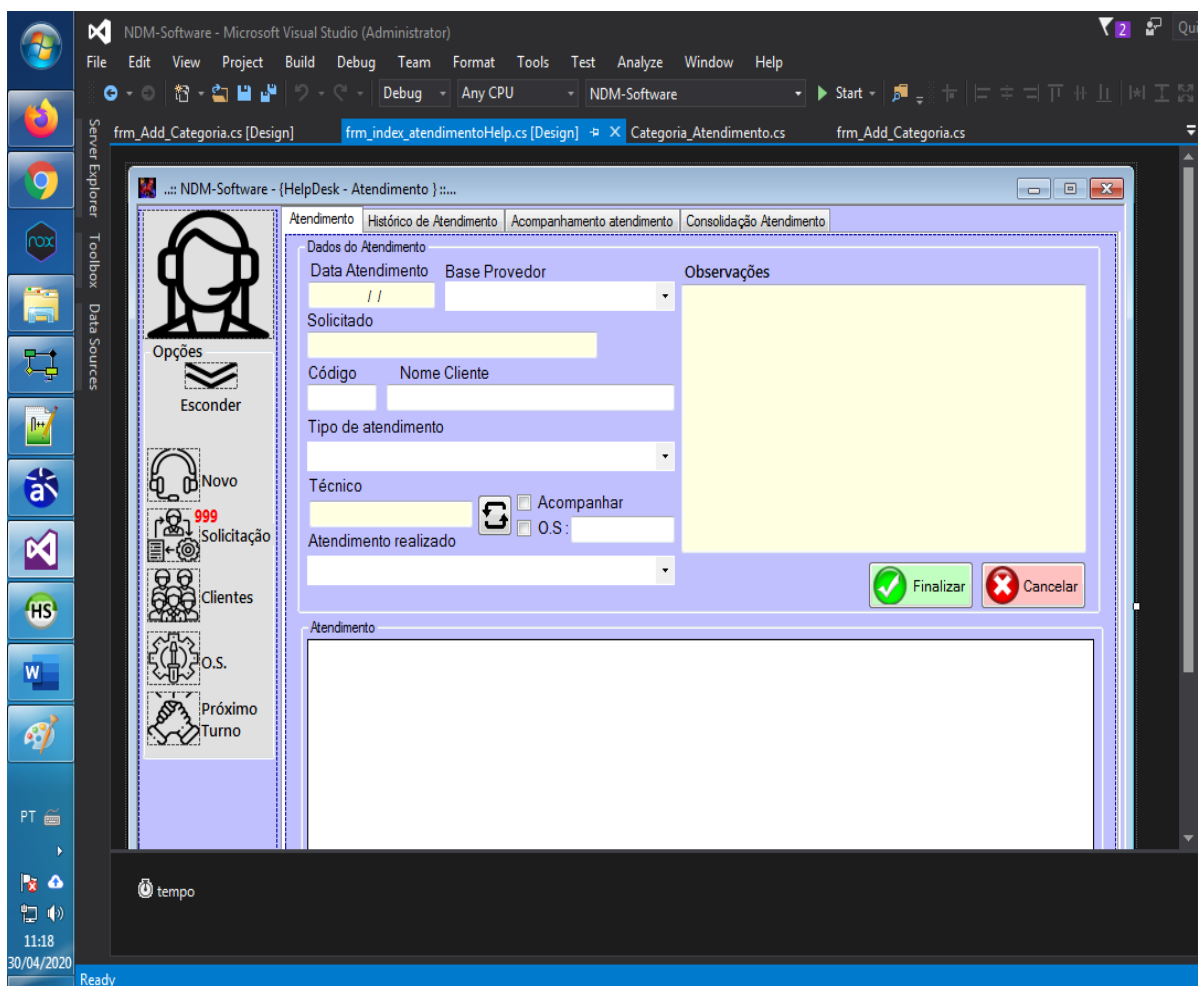 NDM-Software - Microsoft Visual Studio (Administrator)
2
Qui
File Edit View Project Build Debug Team Format Tools Test Analyze Window Help
Debug Any CPU NDM-Software Start
frm_Add_Categoria.cs [Design] frm_index_atendimentoHelp.cs [Design] Categoria_Atendimento.cs frm_Add_Categoria.cs
Server Explorer
Toolbox
Data Sources
..:: NDM-Software - {HelpDesk - Atendimento } ::...
Atendimento Histórico de Atendimento Acompanhamento atendimento Consolidação Atendimento
Dados do Atendimento
Data Atendimento Base Provedor Observações
/ /
Solicitado
Código Nome Cliente
Tipo de atendimento
Técnico
Acompanhar
O.S :
Atendimento realizado
Finalizar Cancelar
Atendimento
Opções
Esconder
Novo
999
Solicitação
Clientes
O.S.
Próximo
Turno
tempo
nox
n++
a
HS
W
PT
11:18
30/04/2020
Ready